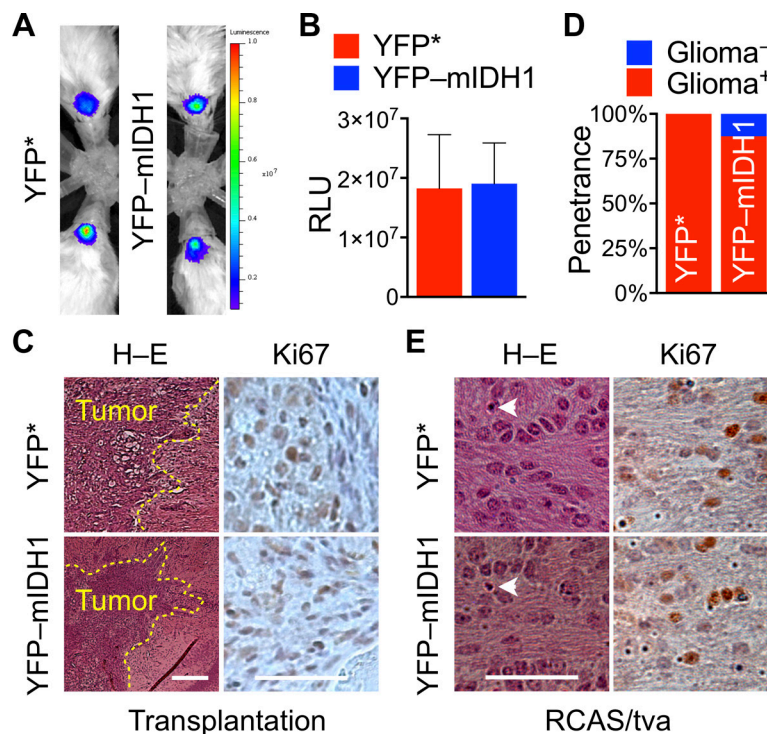 A
YFP*
YFP–mIDH1
Luminescence
1.0
0.8
0.6
×10⁷
0.4
0.2
B
YFP*
YFP–mIDH1
3×10⁷
2×10⁷
1×10⁷
0
RLU
D
Glioma⁻
Glioma⁺
100%
75%
50%
25%
0%
Penetrance
YFP*
YFP–mIDH1
C
H–E
Ki67
YFP*
Tumor
YFP–mIDH1
Tumor
Transplantation
E
H–E
Ki67
YFP*
YFP–mIDH1
RCAS/tva